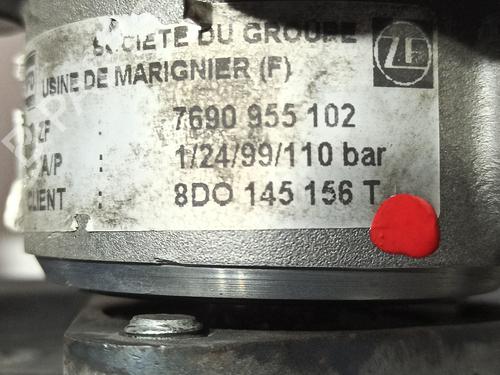 SOCIETE DU GROUPE ZF
USINE DE MARIGNIER (F)
ZF : 7690 955 102
A/P : 1/24/99/110 bar
CLIENT : 8DO 145 156 T